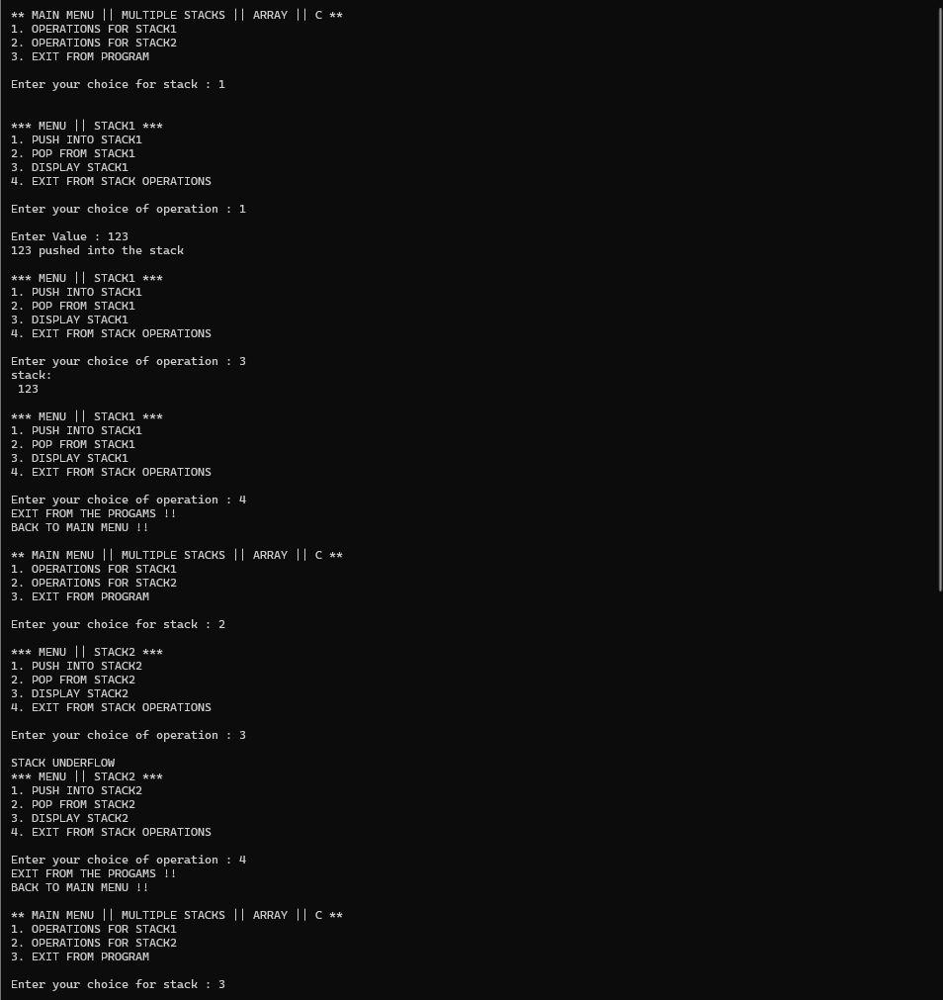 ** MAIN MENU || MULTIPLE STACKS || ARRAY || C **
1. OPERATIONS FOR STACK1
2. OPERATIONS FOR STACK2
3. EXIT FROM PROGRAM
Enter your choice for stack : 1
*** MENU || STACK1 ***
1. PUSH INTO STACK1
2. POP FROM STACK1
3. DISPLAY STACK1
4. EXIT FROM STACK OPERATIONS
Enter your choice of operation : 1
Enter Value : 123
123 pushed into the stack
*** MENU || STACK1 ***
1. PUSH INTO STACK1
2. POP FROM STACK1
3. DISPLAY STACK1
4. EXIT FROM STACK OPERATIONS
Enter your choice of operation : 3
stack:
123
*** MENU || STACK1 ***
1. PUSH INTO STACK1
2. POP FROM STACK1
3. DISPLAY STACK1
4. EXIT FROM STACK OPERATIONS
Enter your choice of operation : 4
EXIT FROM THE PROGAMS !!
BACK TO MAIN MENU !!
** MAIN MENU || MULTIPLE STACKS || ARRAY || C **
1. OPERATIONS FOR STACK1
2. OPERATIONS FOR STACK2
3. EXIT FROM PROGRAM
Enter your choice for stack : 2
*** MENU || STACK2 ***
1. PUSH INTO STACK2
2. POP FROM STACK2
3. DISPLAY STACK2
4. EXIT FROM STACK OPERATIONS
Enter your choice of operation : 3
STACK UNDERFLOW
*** MENU || STACK2 ***
1. PUSH INTO STACK2
2. POP FROM STACK2
3. DISPLAY STACK2
4. EXIT FROM STACK OPERATIONS
Enter your choice of operation : 4
EXIT FROM THE PROGAMS !!
BACK TO MAIN MENU !!
** MAIN MENU || MULTIPLE STACKS || ARRAY || C **
1. OPERATIONS FOR STACK1
2. OPERATIONS FOR STACK2
3. EXIT FROM PROGRAM
Enter your choice for stack : 3